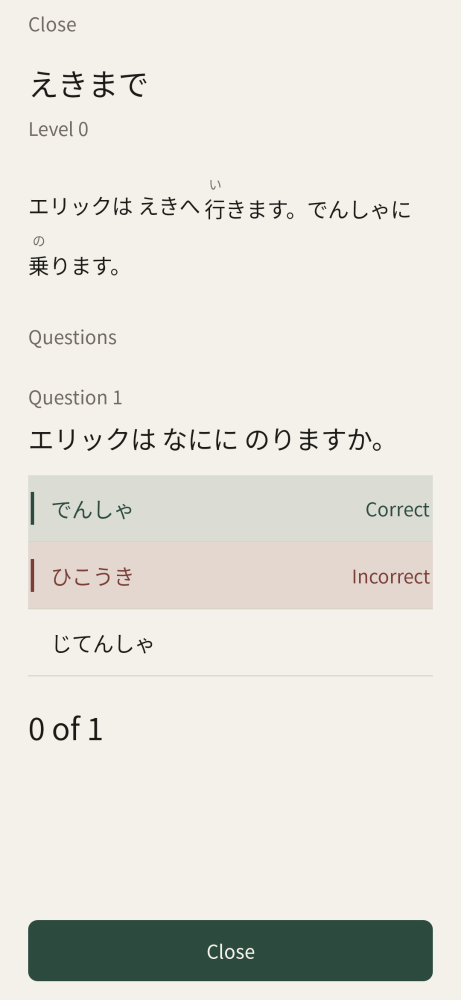 Close
えきまで
Level 0
い
エリックは えきへ 行きます。でんしゃに
の
乗ります。
Questions
Question 1
エリックは なにに のりますか。
でんしゃ Correct
ひこうき Incorrect
じてんしゃ
0 of 1
Close